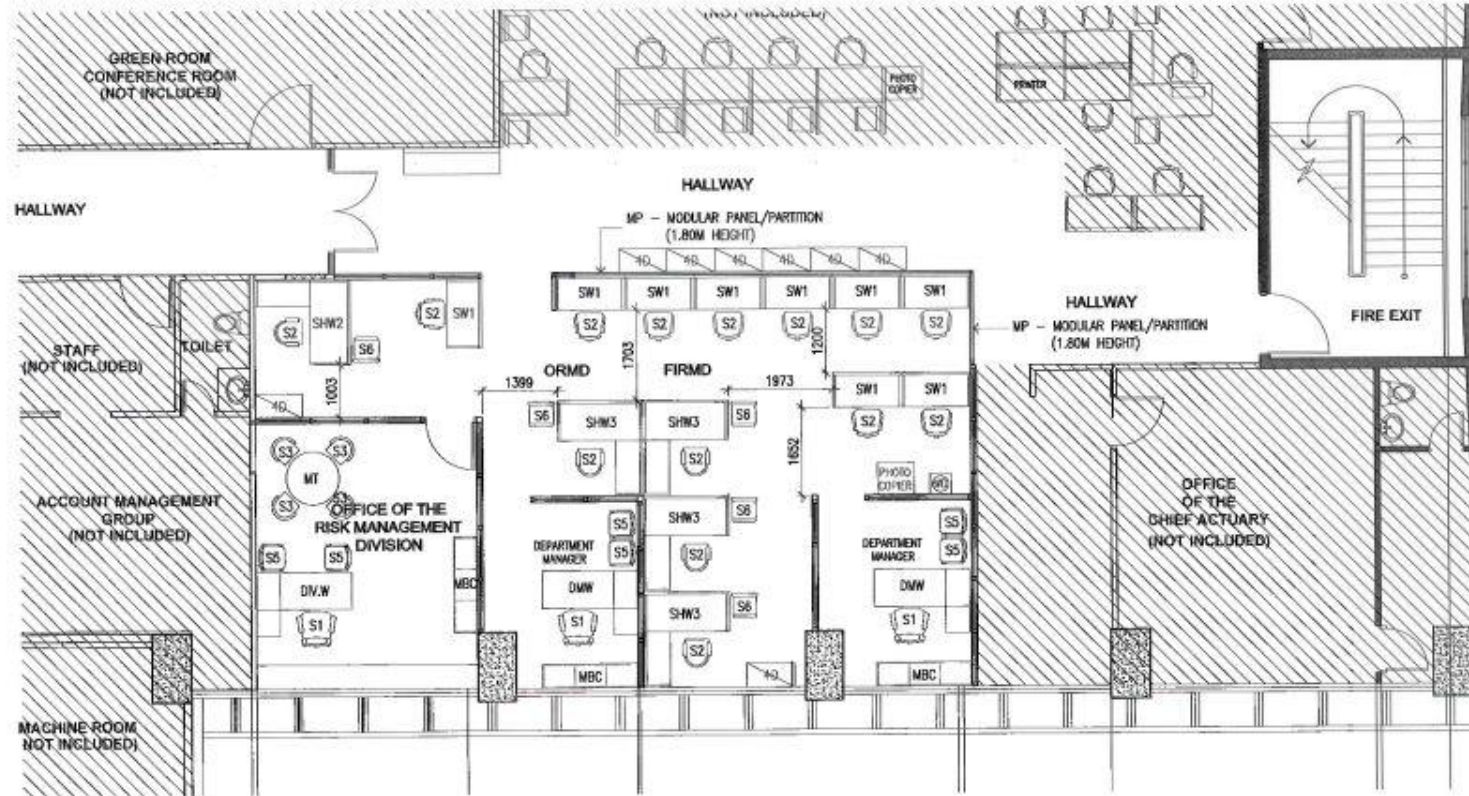 (NOT INCLUDED)
GREEN ROOM
CONFERENCE ROOM
(NOT INCLUDED)
PHOTO
COPIER
PRINTER
HALLWAY
HALLWAY
MP - MODULAR PANEL/PARTITION
(1.80M HEIGHT)
4D 4D 4D 4D 4D 4D
SW1 SW1 SW1 SW1 SW1 SW1
S2 S2 S2 S2 S2 S2
HALLWAY
MP - MODULAR PANEL/PARTITION
(1.80M HEIGHT)
FIRE EXIT
S2 SHW2 S6 S2 SW1
STAFF
(NOT INCLUDED)
TOILET
1003
4D
ORMD
FIRMD
1399
1703
1973
1200
SW1 SW1
S2 S2
1652
S6 SHW3 SHW3 S6
S2 S2
PHOTO
COPIER
S3 S3
MT
S3
ACCOUNT MANAGEMENT
GROUP
(NOT INCLUDED)
OFFICE OF THE
RISK MANAGEMENT
DIVISION
OFFICE
OF THE
CHIEF ACTUARY
(NOT INCLUDED)
S5 S5
DIV.W
S1
MBC
S5
S5
DEPARTMENT
MANAGER
DMW
S1
MBC
SHW3 S6
S2
SHW3 S6
S2
4D
S5
S5
DEPARTMENT
MANAGER
DMW
S1
MBC
MACHINE ROOM
NOT INCLUDED)